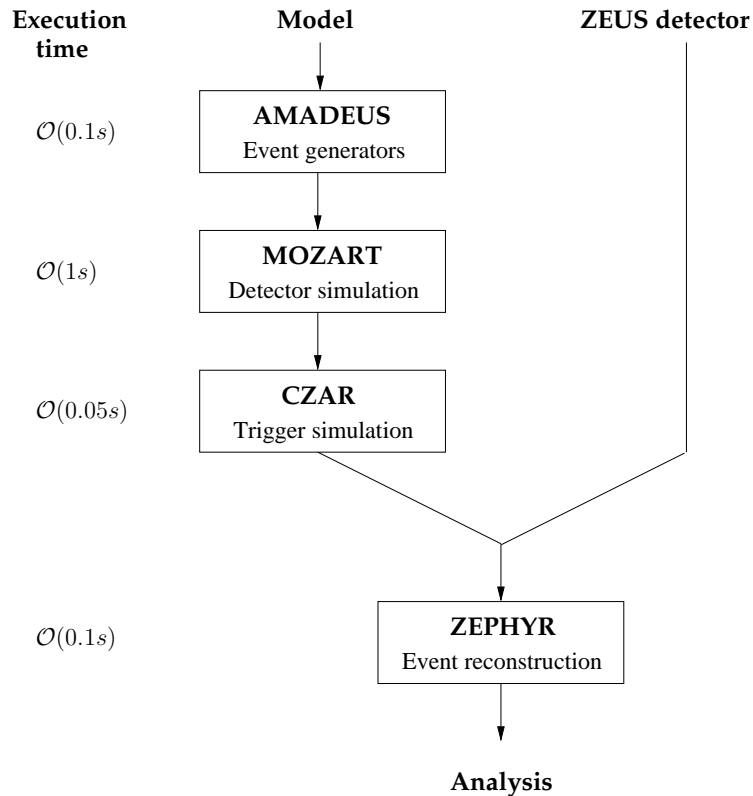 Execution
time
Model
ZEUS detector
𝒪(0.1s)
AMADEUS
Event generators
𝒪(1s)
MOZART
Detector simulation
𝒪(0.05s)
CZAR
Trigger simulation
𝒪(0.1s)
ZEPHYR
Event reconstruction
Analysis